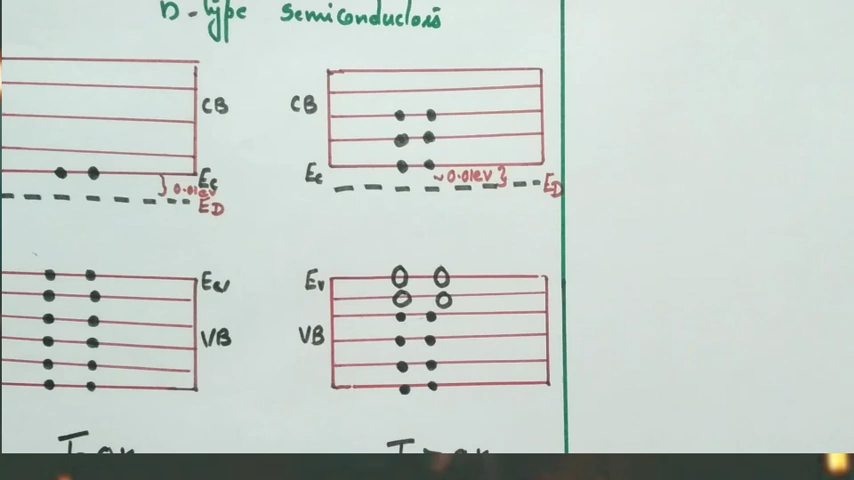 n-type Semiconductors
CB
Ec
} 0.01ev
ED
Ev
VB
CB
Ec
~0.01ev }
ED
Ev
VB